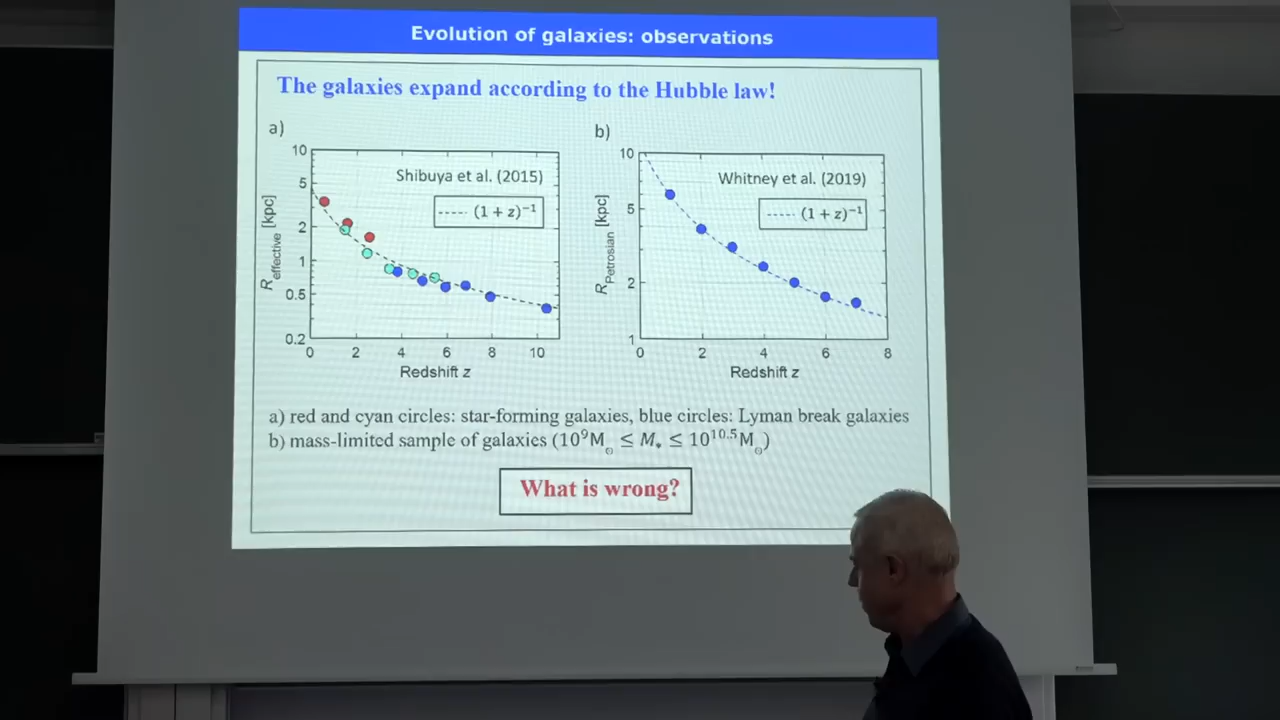 Evolution of galaxies: observations
The galaxies expand according to the Hubble law!
a)
10
5
2
1
0.5
0.2
R_effective [kpc]
Shibuya et al. (2015)
(1 + z)⁻¹
0 2 4 6 8 10
Redshift z
b)
10
5
2
1
R_Petrosian [kpc]
Whitney et al. (2019)
(1 + z)⁻¹
0 2 4 6 8
Redshift z
a) red and cyan circles: star-forming galaxies, blue circles: Lyman break galaxies
b) mass-limited sample of galaxies (10⁹M_⊙ ≤ M_* ≤ 10^10.5 M_⊙)
What is wrong?